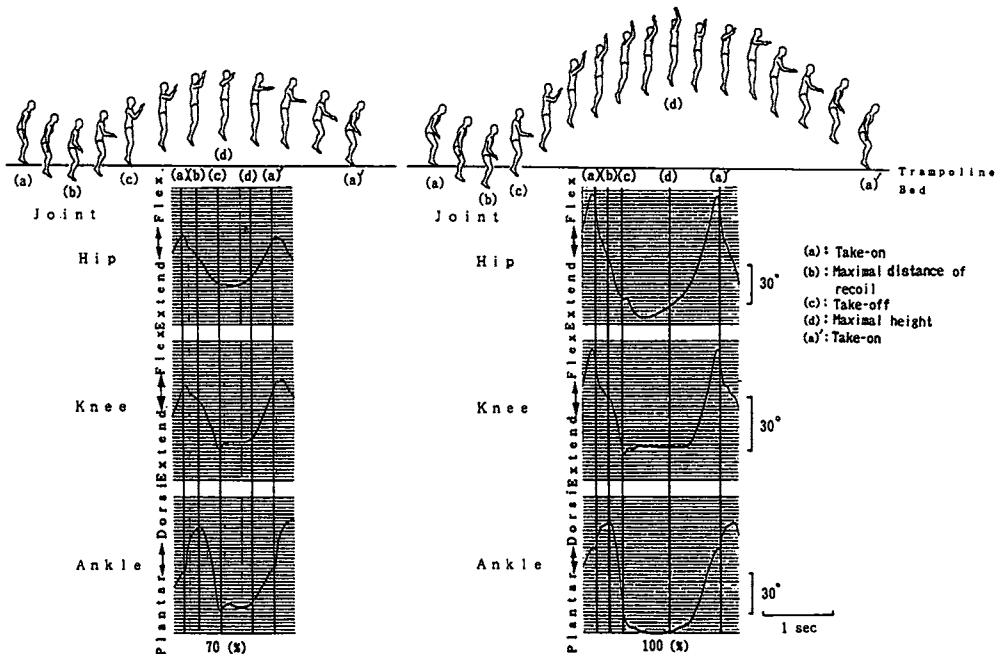 (d)
(a)
(b)
(c)
(a)'
(d)
(a)
(b)
(c)
(a)'
Trampoline
Bed
(a) (b) (c) (d) (a)'
(a) (b) (c) (d) (a)'
Joint
Hip
Knee
Ankle
Extend Flex.
Extend Flex
Plantar Dorsi
70 (%)
Joint
Hip
Knee
Ankle
Extend Flex
Extend Flex
Plantar Dorsi
30°
30°
30°
1 sec
100 (%)
(a): Take-on
(b): Maximal distance of
recoil
(c): Take-off
(d): Maximal height
(a)': Take-on